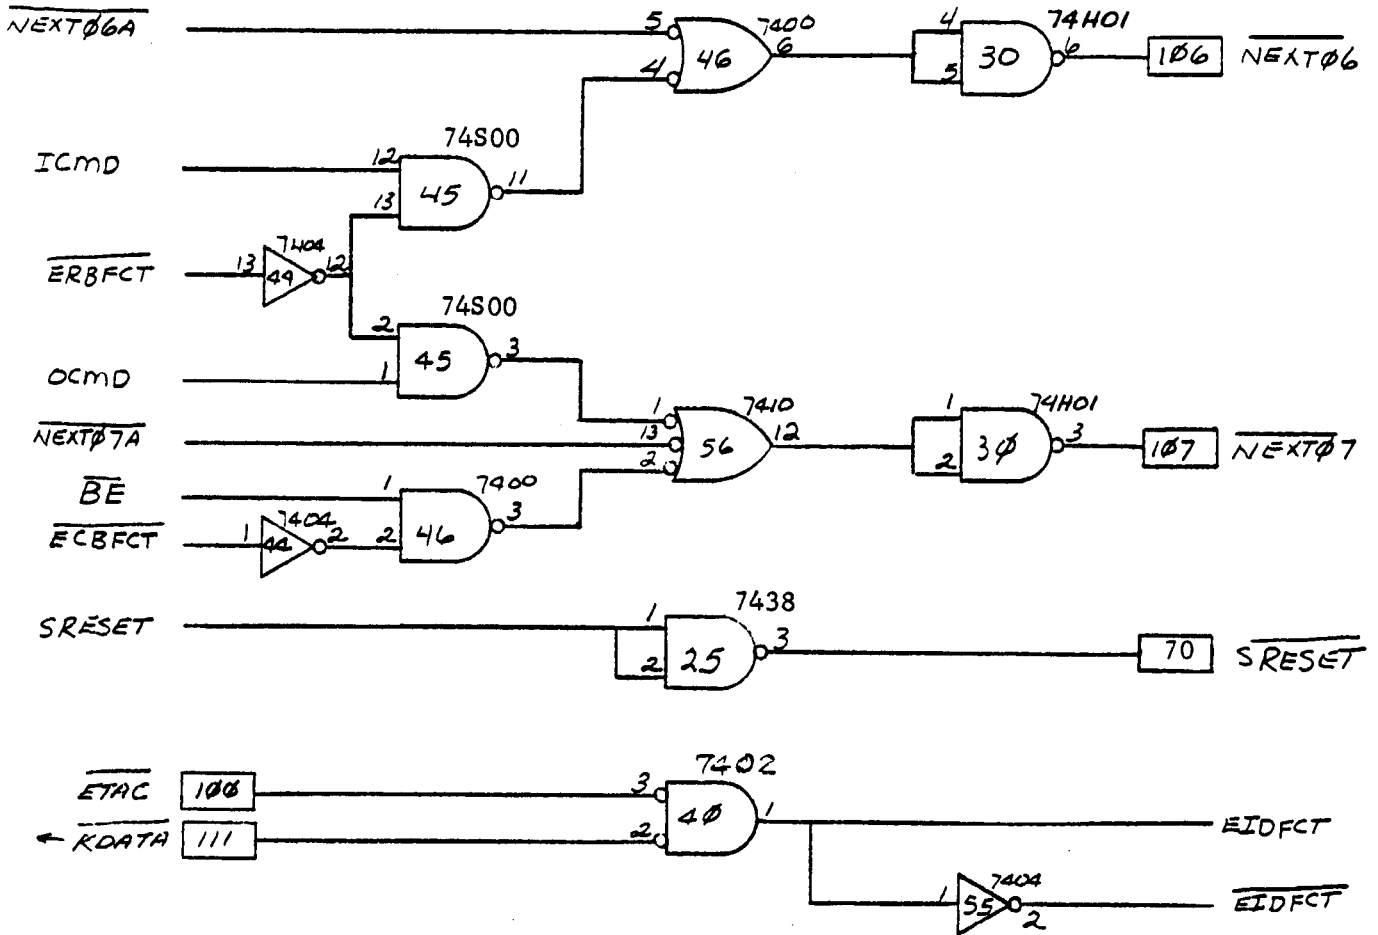 NEXTØ6A 5 4 46 7400 6 4 5 30 74H01 6 1Ø6 NEXTØ6
ICMD 12 13 74S00 45 11
ERBFCT 13 7H04 44 12
74S00 2 1 45 3
OCMD
NEXTØ7A 1 13 2 7410 56 12 1 2 74H01 3Ø 3 1Ø7 NEXTØ7
BE 1 2 7400 46 3
ECBFCT 1 7404 44 2
SRESET 1 2 7438 25 3 70 SRESET
ETAC 1ØØ 3 7402 4Ø 1 EIDFCT
← KDATA 111 2
1 7404 55 2 EIDFCT